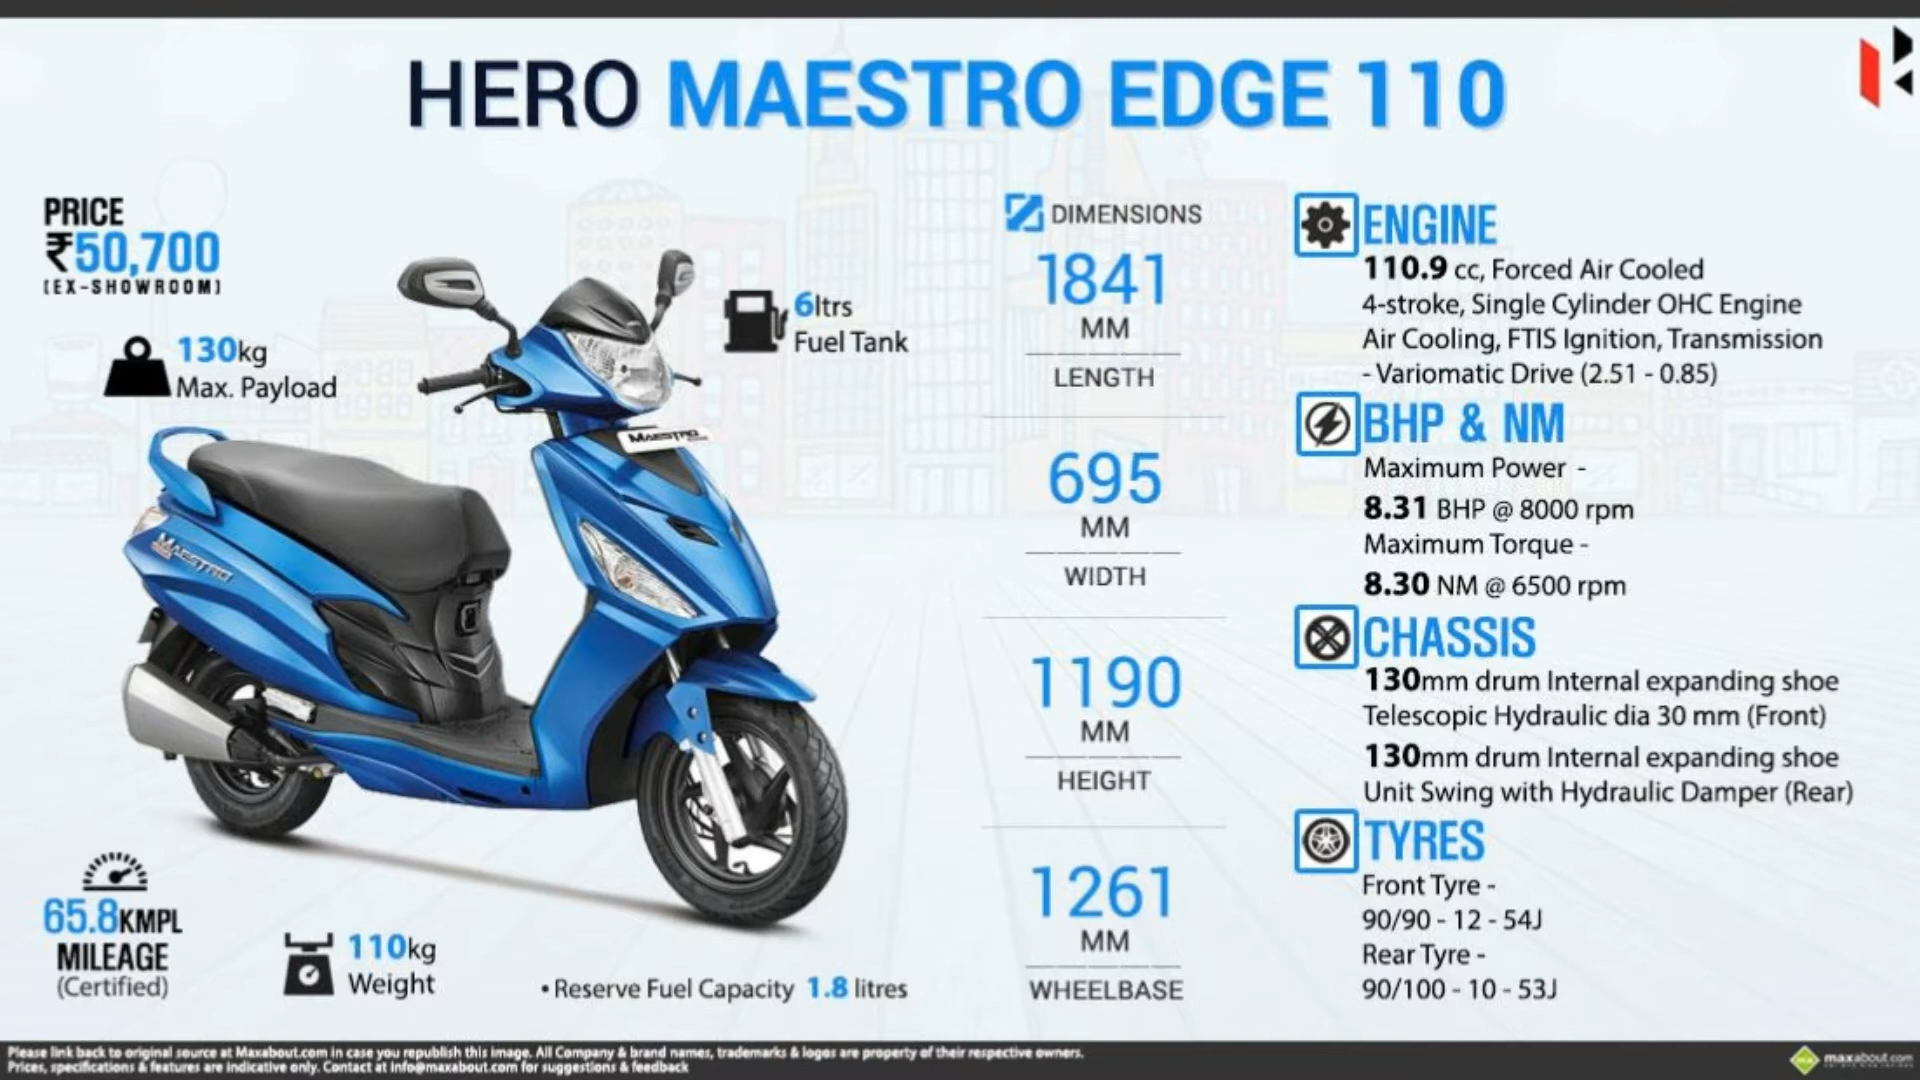 HERO MAESTRO EDGE 110
PRICE
₹50,700
(EX-SHOWROOM)
130kg
Max. Payload
6ltrs
Fuel Tank
MAESTRO
MAESTRO
65.8KMPL
MILEAGE
(Certified)
110kg
Weight
• Reserve Fuel Capacity 1.8 litres
DIMENSIONS
1841
MM
LENGTH
695
MM
WIDTH
1190
MM
HEIGHT
1261
MM
WHEELBASE
ENGINE
110.9 cc, Forced Air Cooled
4-stroke, Single Cylinder OHC Engine
Air Cooling, FTIS Ignition, Transmission
- Variomatic Drive (2.51 - 0.85)
BHP & NM
Maximum Power -
8.31 BHP @ 8000 rpm
Maximum Torque -
8.30 NM @ 6500 rpm
CHASSIS
130mm drum Internal expanding shoe
Telescopic Hydraulic dia 30 mm (Front)
130mm drum Internal expanding shoe
Unit Swing with Hydraulic Damper (Rear)
TYRES
Front Tyre -
90/90 - 12 - 54J
Rear Tyre -
90/100 - 10 - 53J
Please link back to original source at Maxabout.com in case you republish this image. All Company & brand names, trademarks & logos are property of their respective owners.
Prices, specifications & features are indicative only. Contact at info@maxabout.com for suggestions & feedback
maxabout.com